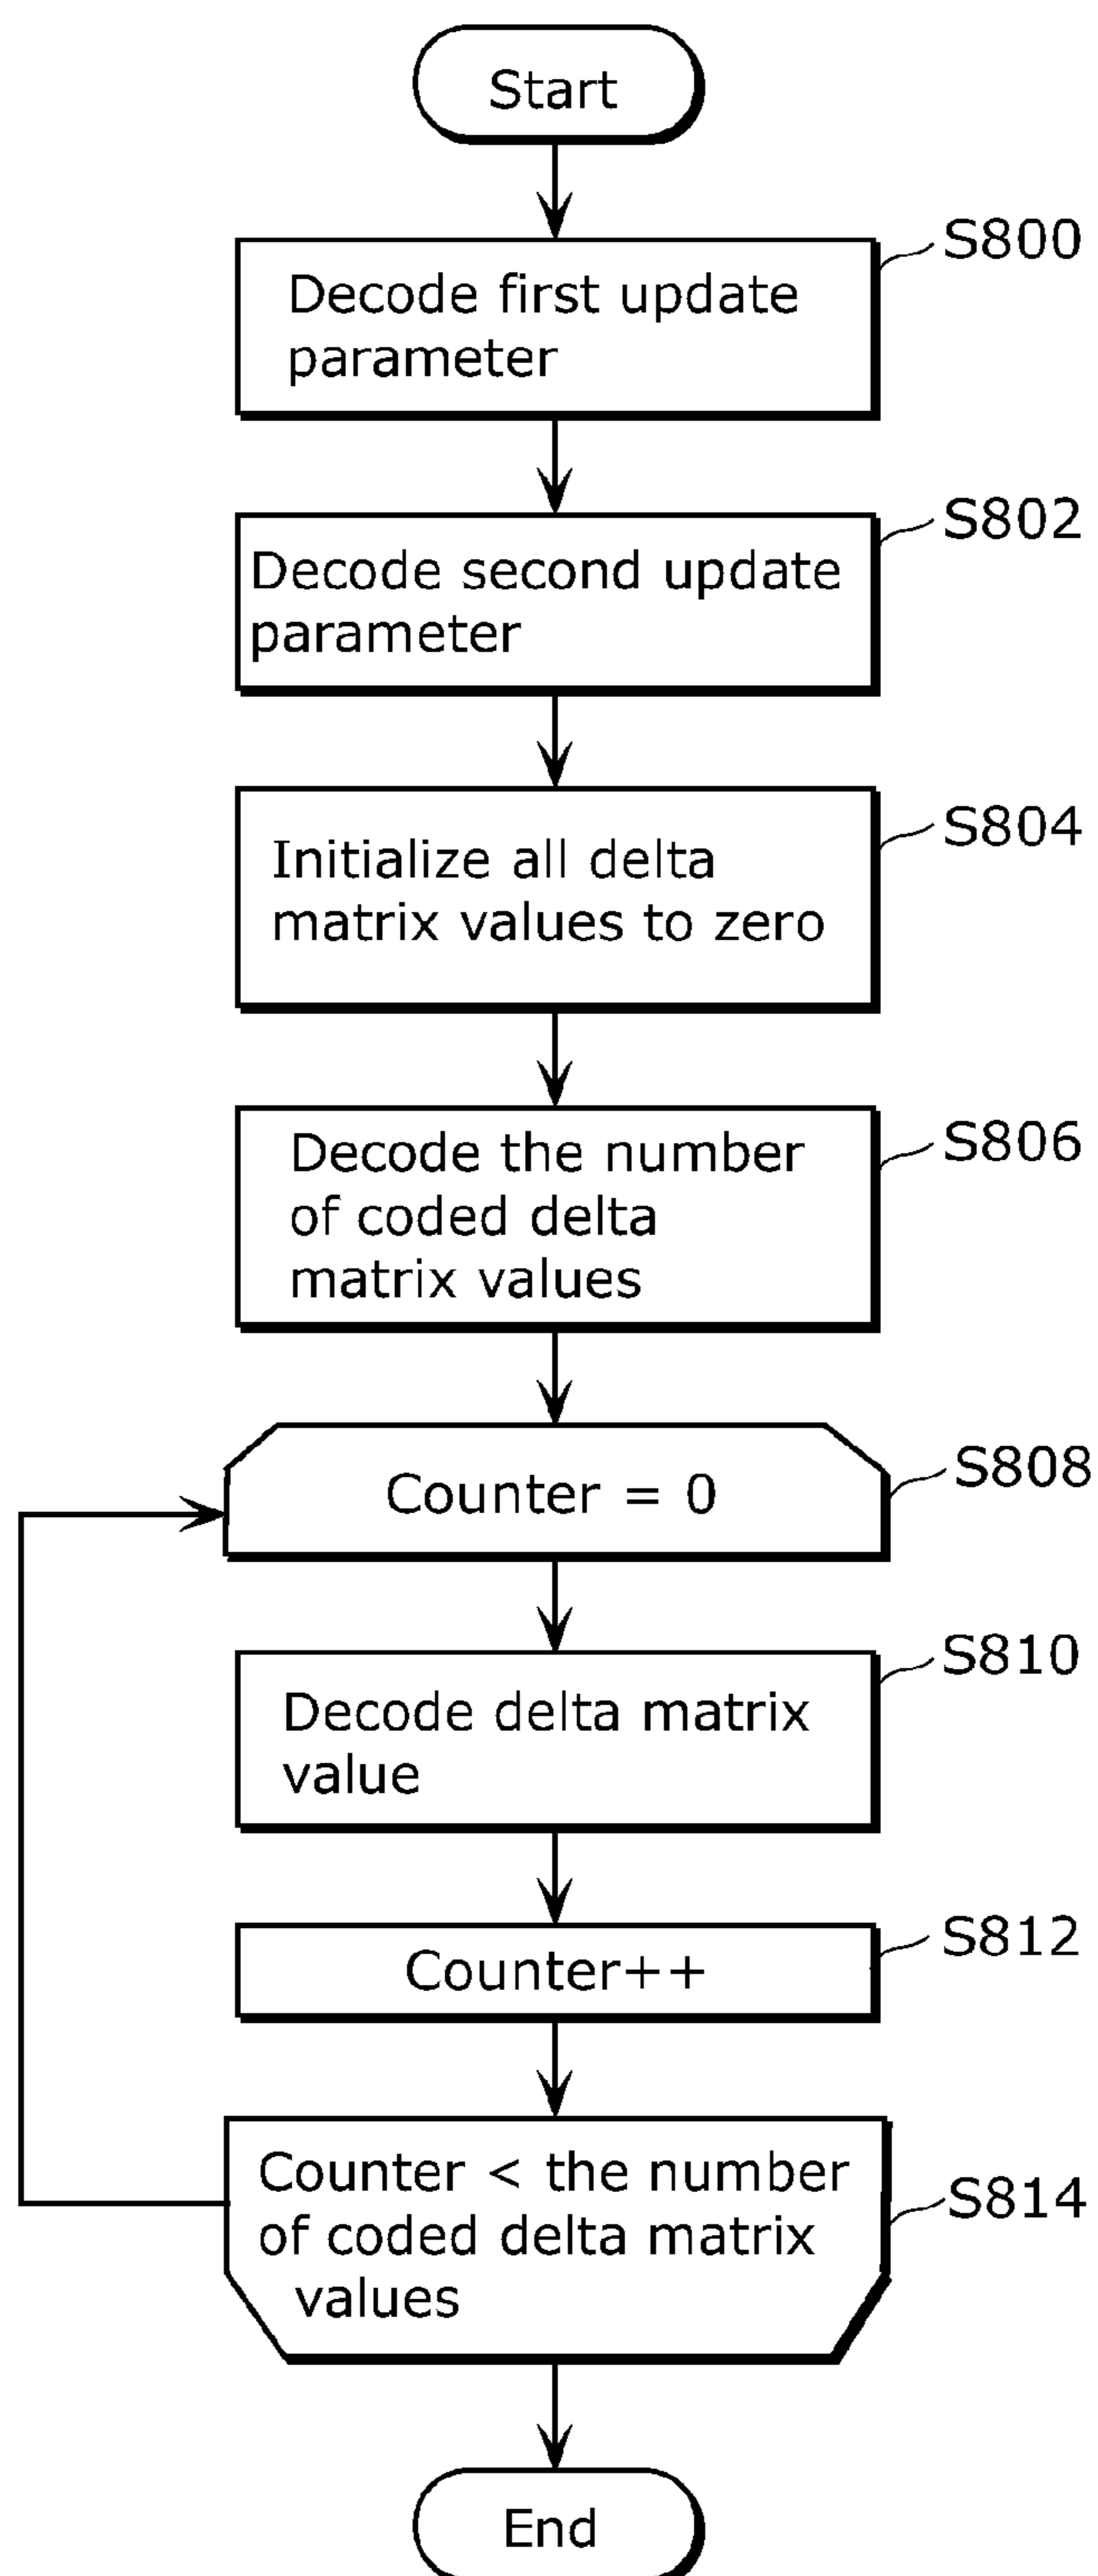 Start
S800
Decode first update
parameter
S802
Decode second update
parameter
S804
Initialize all delta
matrix values to zero
S806
Decode the number
of coded delta
matrix values
S808
Counter = 0
S810
Decode delta matrix
value
S812
Counter++
S814
Counter < the number
of coded delta matrix
values
End